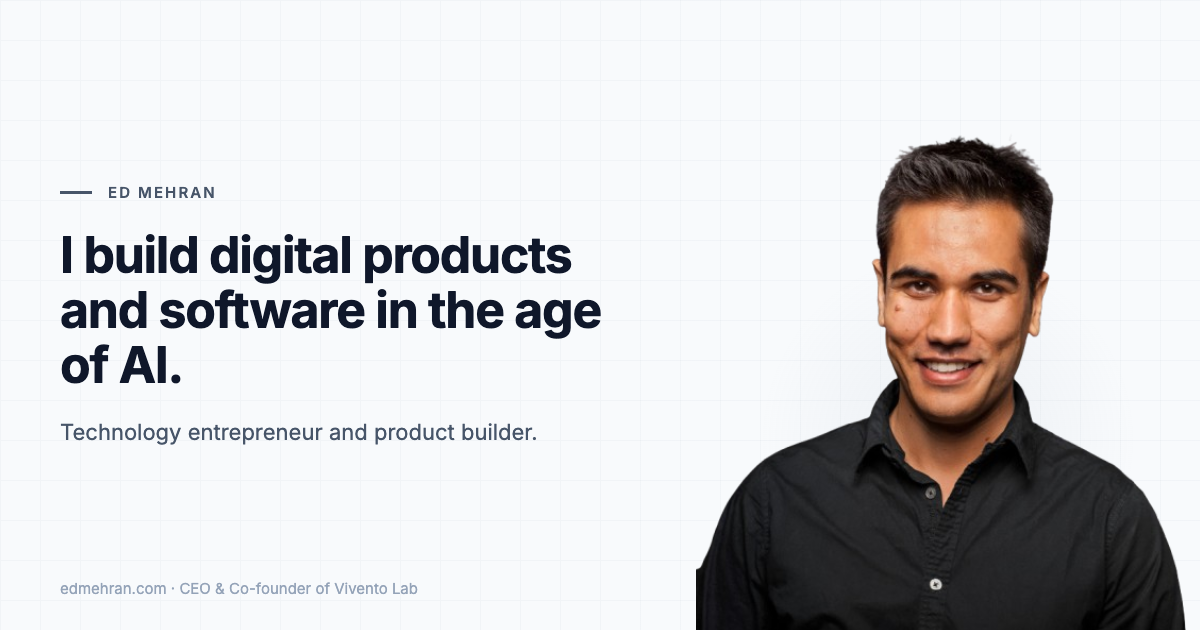 ED MEHRAN
I build digital products
and software in the age
of AI.
Technology entrepreneur and product builder.
edmehran.com · CEO & Co-founder of Vivento Lab